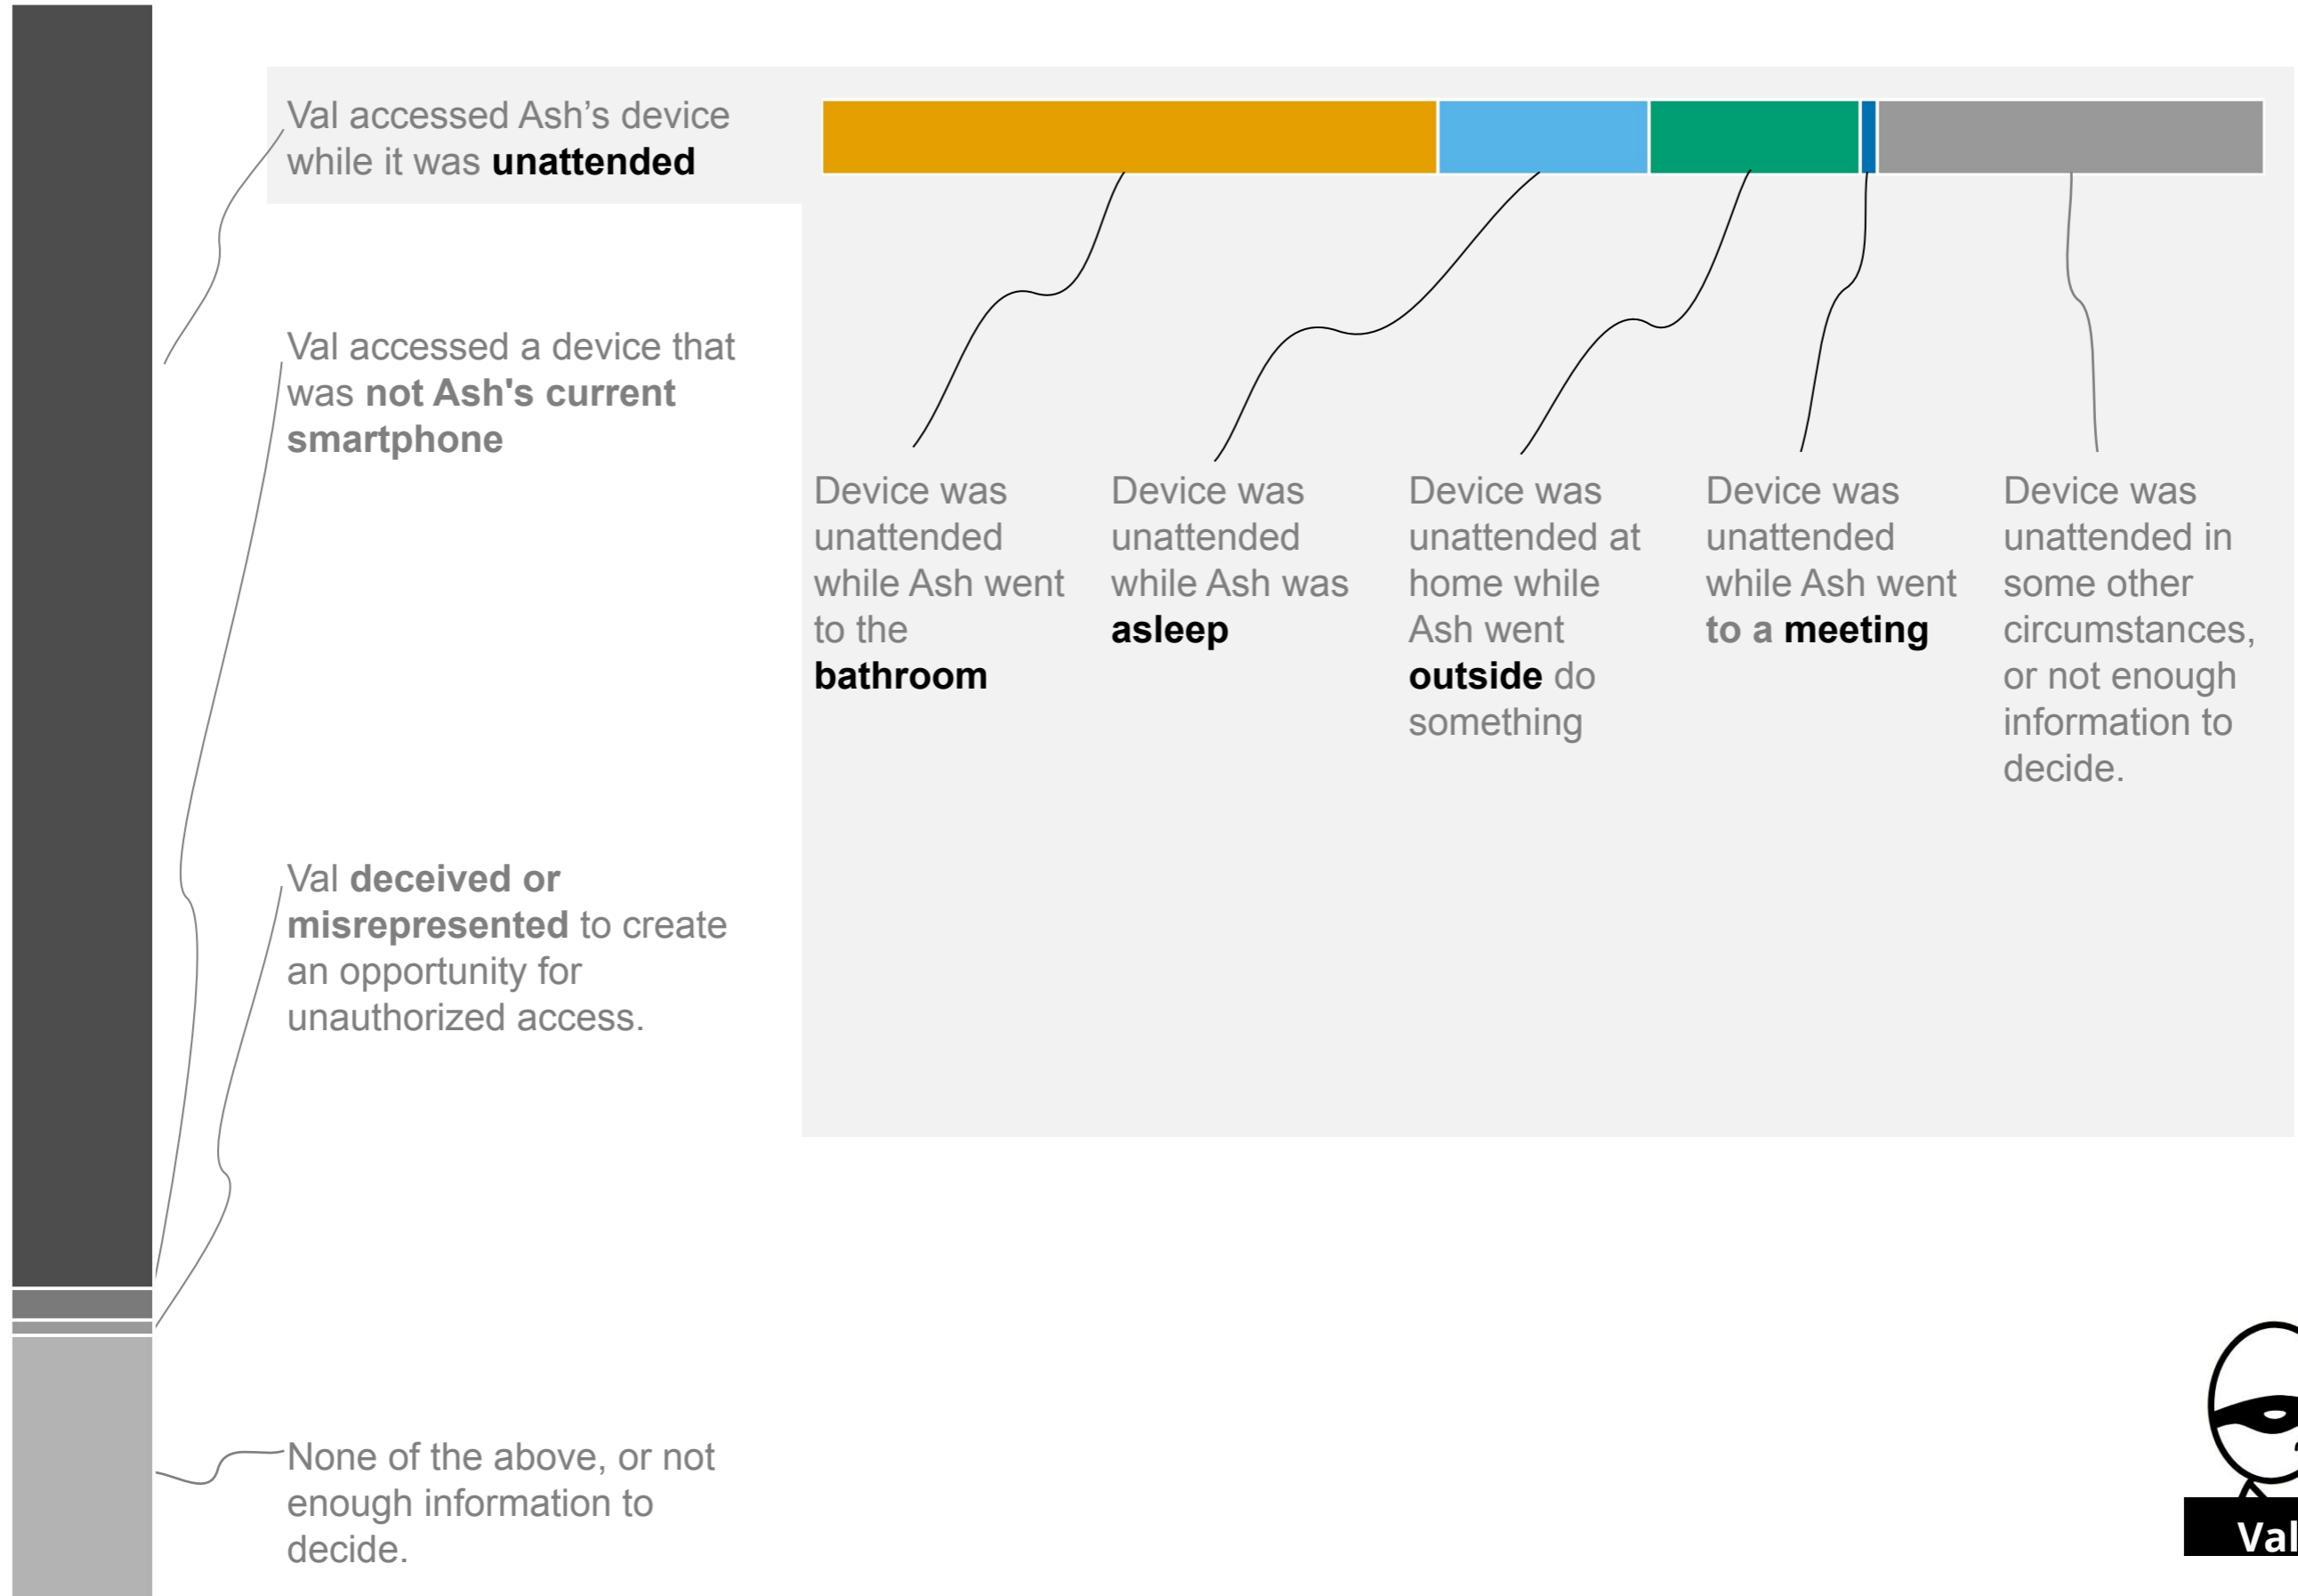 Val accessed Ash’s device
while it was unattended
Val accessed a device that
was not Ash's current
smartphone
Val deceived or
misrepresented to create
an opportunity for
unauthorized access.
None of the above, or not
enough information to
decide.
Device was
unattended
while Ash went
to the
bathroom
Device was
unattended
while Ash was
asleep
Device was
unattended at
home while
Ash went
outside do
something
Device was
unattended
while Ash went
to a meeting
Device was
unattended in
some other
circumstances,
or not enough
information to
decide.
Val